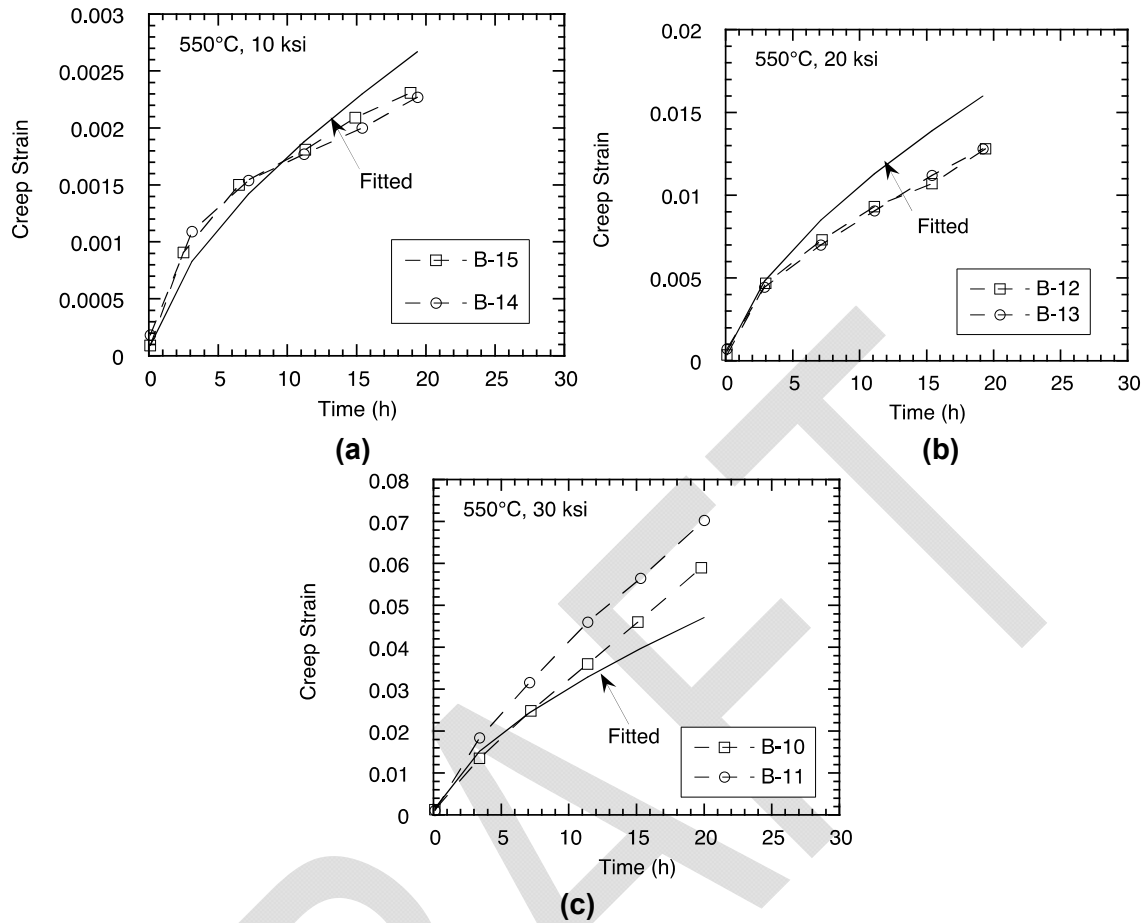 550°C, 10 ksi
Creep Strain
0.003
0.0025
0.002
0.0015
0.001
0.0005
0
Fitted
B-15
B-14
0 5 10 15 20 25 30
Time (h)
(a)
550°C, 20 ksi
Creep Strain
0.02
0.015
0.01
0.005
0
Fitted
B-12
B-13
0 5 10 15 20 25 30
Time (h)
(b)
550°C, 30 ksi
Creep Strain
0.08
0.07
0.06
0.05
0.04
0.03
0.02
0.01
0
Fitted
B-10
B-11
0 5 10 15 20 25 30
Time (h)
(c)
DRAFT